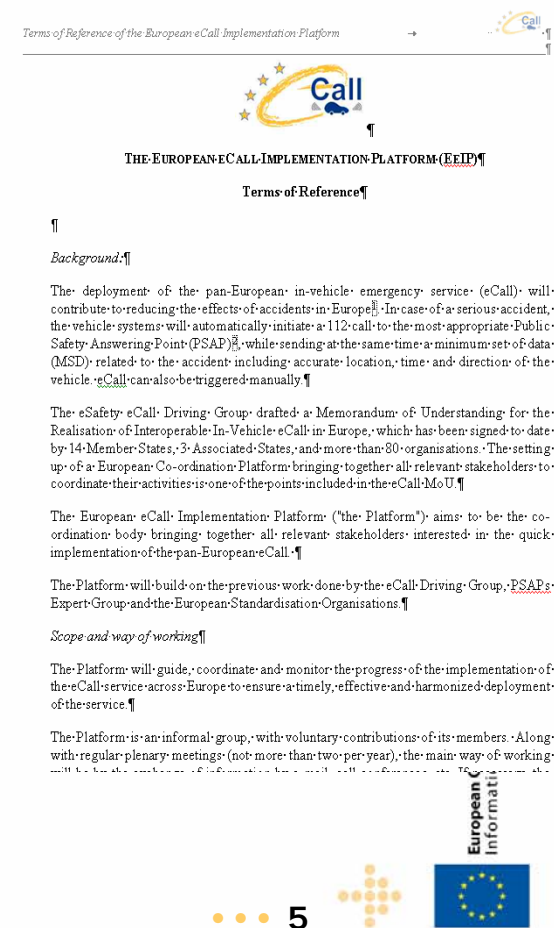 Terms of Reference of the European eCall Implementation Platform
Call
Call
THE EUROPEAN ECALL IMPLEMENTATION PLATFORM (EEIP)
Terms of Reference
Background:
The deployment of the pan-European in-vehicle emergency service (eCall) will
contribute to reducing the effects of accidents in Europe1. In case of a serious accident,
the vehicle systems will automatically initiate a 112 call to the most appropriate Public
Safety Answering Point (PSAP)2, while sending at the same time a minimum set of data
(MSD) related to the accident including accurate location, time and direction of the
vehicle. eCall can also be triggered manually.
The eSafety eCall Driving Group drafted a Memorandum of Understanding for the
Realisation of Interoperable In-Vehicle eCall in Europe, which has been signed to date
by 14 Member States, 3 Associated States, and more than 80 organisations. The setting
up of a European Co-ordination Platform bringing together all relevant stakeholders to
coordinate their activities is one of the points included in the eCall MoU.
The European eCall Implementation Platform ("the Platform") aims to be the co-
ordination body bringing together all relevant stakeholders interested in the quick
implementation of the pan-European eCall.
The Platform will build on the previous work done by the eCall Driving Group, PSAPs
Expert Group and the European Standardisation Organisations.
Scope and way of working
The Platform will guide, coordinate and monitor the progress of the implementation of
the eCall service across Europe to ensure a timely, effective and harmonized deployment
of the service.
The Platform is an informal group, with voluntary contributions of its members. Along
with regular plenary meetings (not more than two per year), the main way of working
European
Informati
5